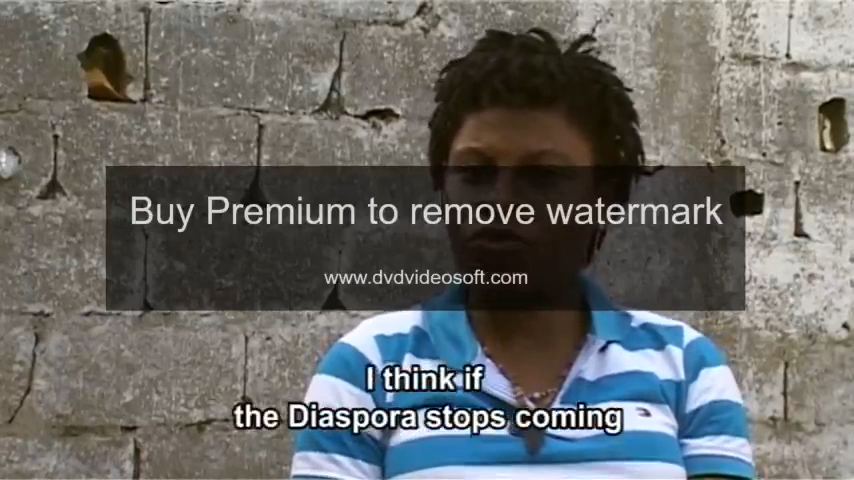 Buy Premium to remove watermark
www.dvdvideosoft.com
I think if
the Diaspora stops coming